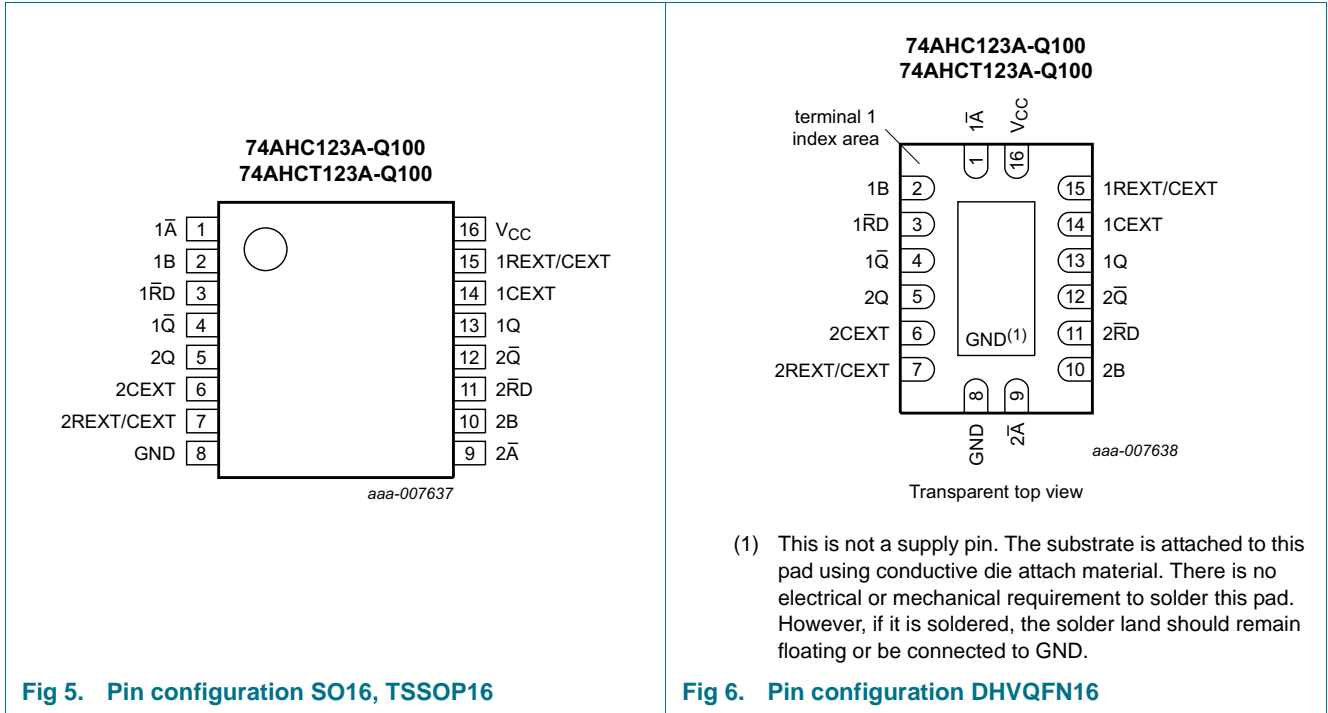 74AHC123A-Q100
74AHCT123A-Q100
1A̅ 1
1B 2
1R̅D 3
1Q̅ 4
2Q 5
2CEXT 6
2REXT/CEXT 7
GND 8
16 VCC
15 1REXT/CEXT
14 1CEXT
13 1Q
12 2Q̅
11 2R̅D
10 2B
9 2A̅
aaa-007637
Fig 5. Pin configuration SO16, TSSOP16
74AHC123A-Q100
74AHCT123A-Q100
terminal 1
index area
1A̅
VCC
1
16
1B 2
1R̅D 3
1Q̅ 4
2Q 5
2CEXT 6
2REXT/CEXT 7
15 1REXT/CEXT
14 1CEXT
13 1Q
12 2Q̅
11 2R̅D
10 2B
GND(1)
8
9
GND
2A̅
aaa-007638
Transparent top view
(1) This is not a supply pin. The substrate is attached to this
pad using conductive die attach material. There is no
electrical or mechanical requirement to solder this pad.
However, if it is soldered, the solder land should remain
floating or be connected to GND.
Fig 6. Pin configuration DHVQFN16